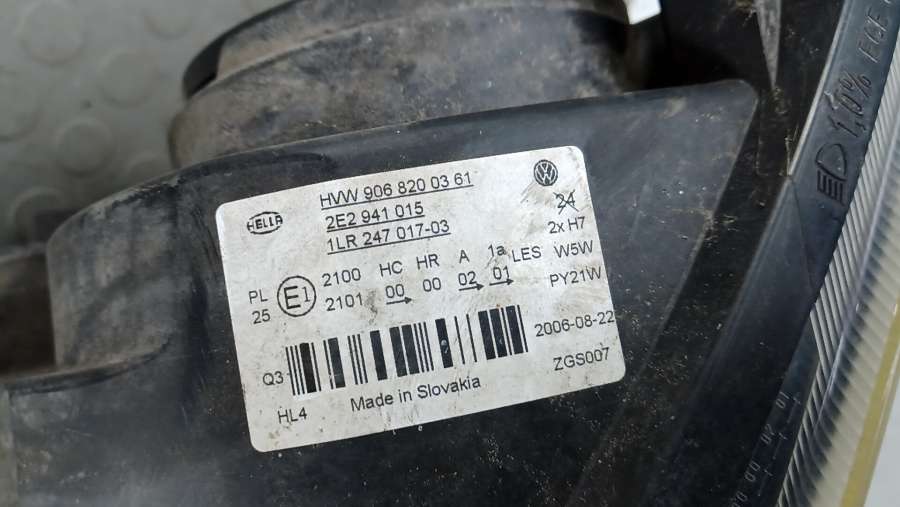 HELLA
HVW 906 820 03 61
2E2 941 015
1LR 247 017-03
24
2x H7
PL
25
E1
2100 HC HR A 1a LES W5W
2101 00 00 02 01 PY21W
Q3
2006-08-22
HL4
Made in Slovakia
ZGS007
1,0% ECE